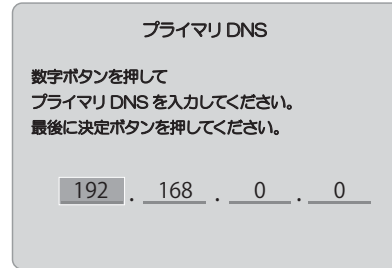 プライマリ DNS
数字ボタンを押して
プライマリ DNS を入力してください。
最後に決定ボタンを押してください。
192 . 168 . 0 . 0